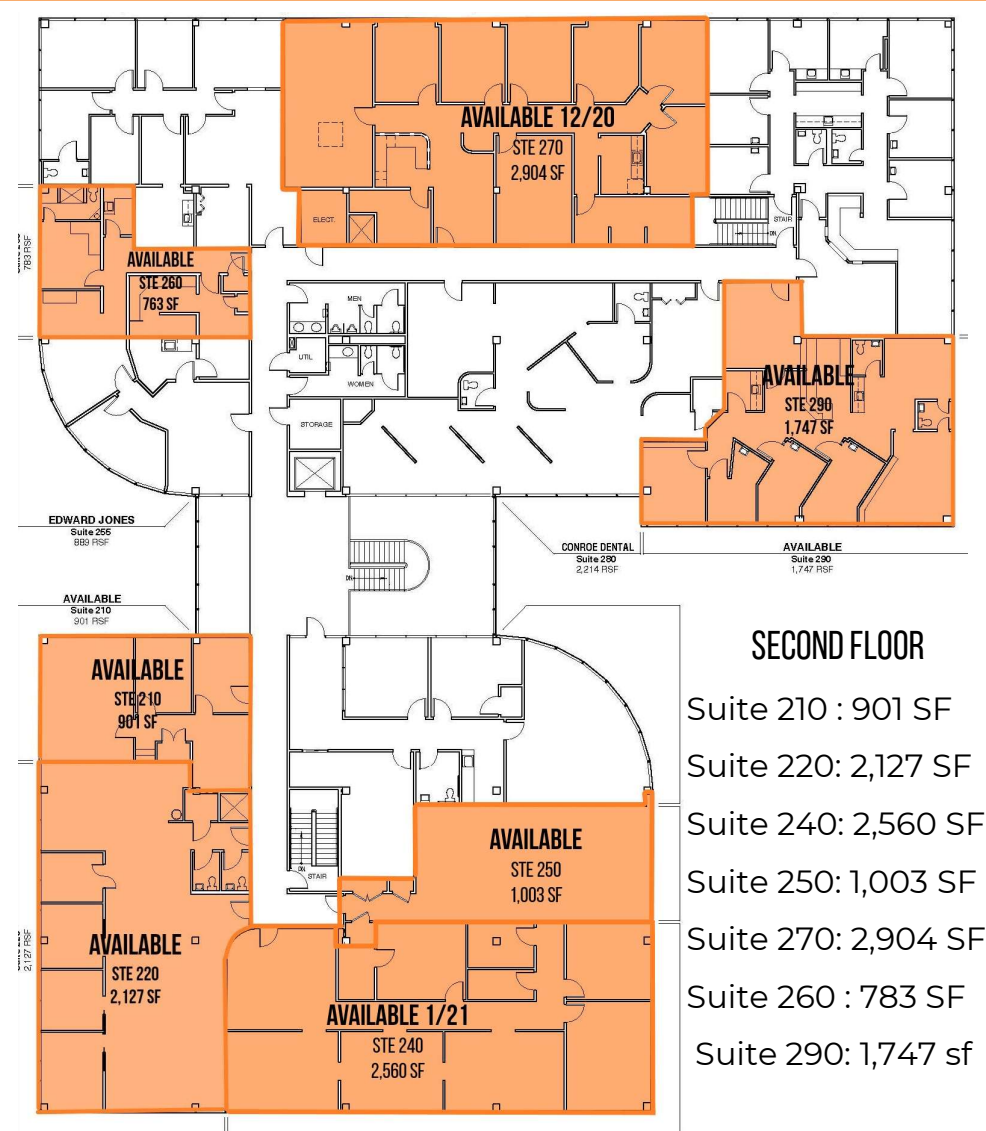 AVAILABLE 12/20
STE 270
2,904 SF
ELECT.
STAIR
DN
783 RSF
AVAILABLE
STE 260
763 SF
MEN
UTIL
WOMEN
STORAGE
AVAILABLE
STE 290
1,747 SF
EDWARD JONES
Suite 255
889 RSF
CONROE DENTAL
Suite 280
2,214 RSF
AVAILABLE
Suite 290
1,747 RSF
DN
AVAILABLE
Suite 210
901 RSF
AVAILABLE
STE 210
901 SF
SECOND FLOOR
Suite 210 : 901 SF
Suite 220: 2,127 SF
Suite 240: 2,560 SF
Suite 250: 1,003 SF
Suite 270: 2,904 SF
Suite 260 : 783 SF
Suite 290: 1,747 sf
AVAILABLE
STE 250
1,003 SF
DN
STAIR
2,127 RSF
AVAILABLE
STE 220
2,127 SF
AVAILABLE 1/21
STE 240
2,560 SF